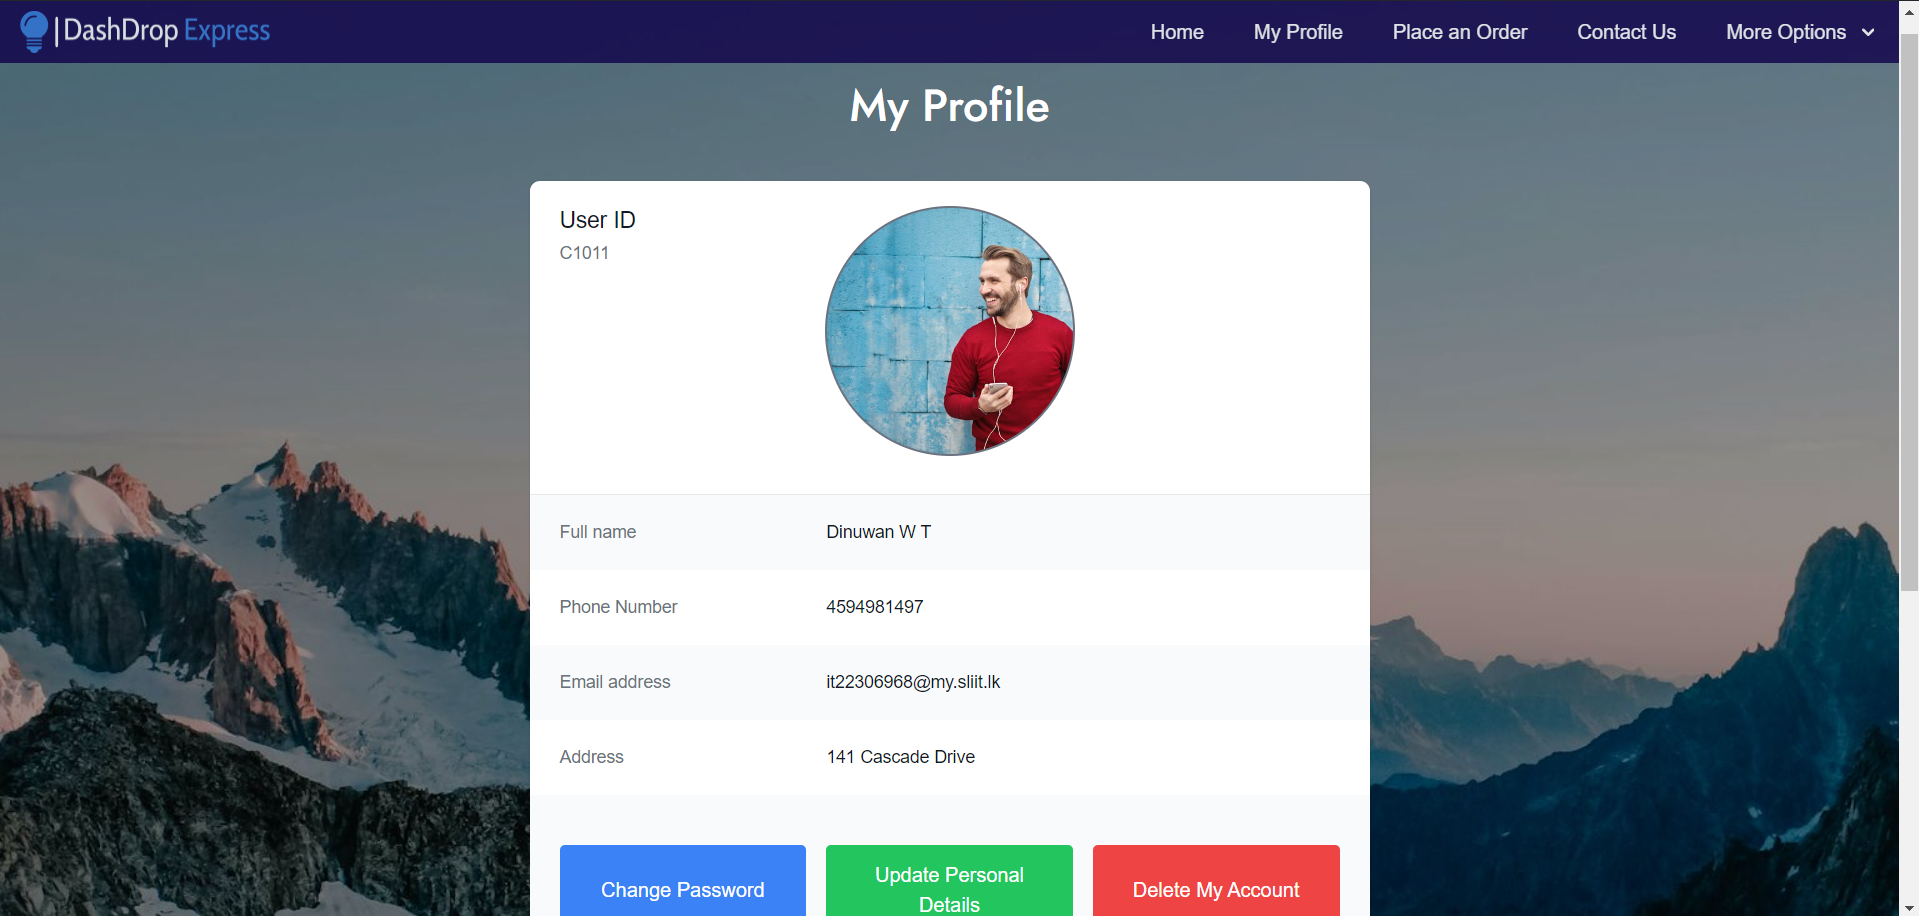 | DashDrop Express
Home My Profile Place an Order Contact Us More Options
My Profile
User ID
C1011
Full name Dinuwan W T
Phone Number 4594981497
Email address it22306968@my.sliit.lk
Address 141 Cascade Drive
Change Password
Update Personal
Details
Delete My Account